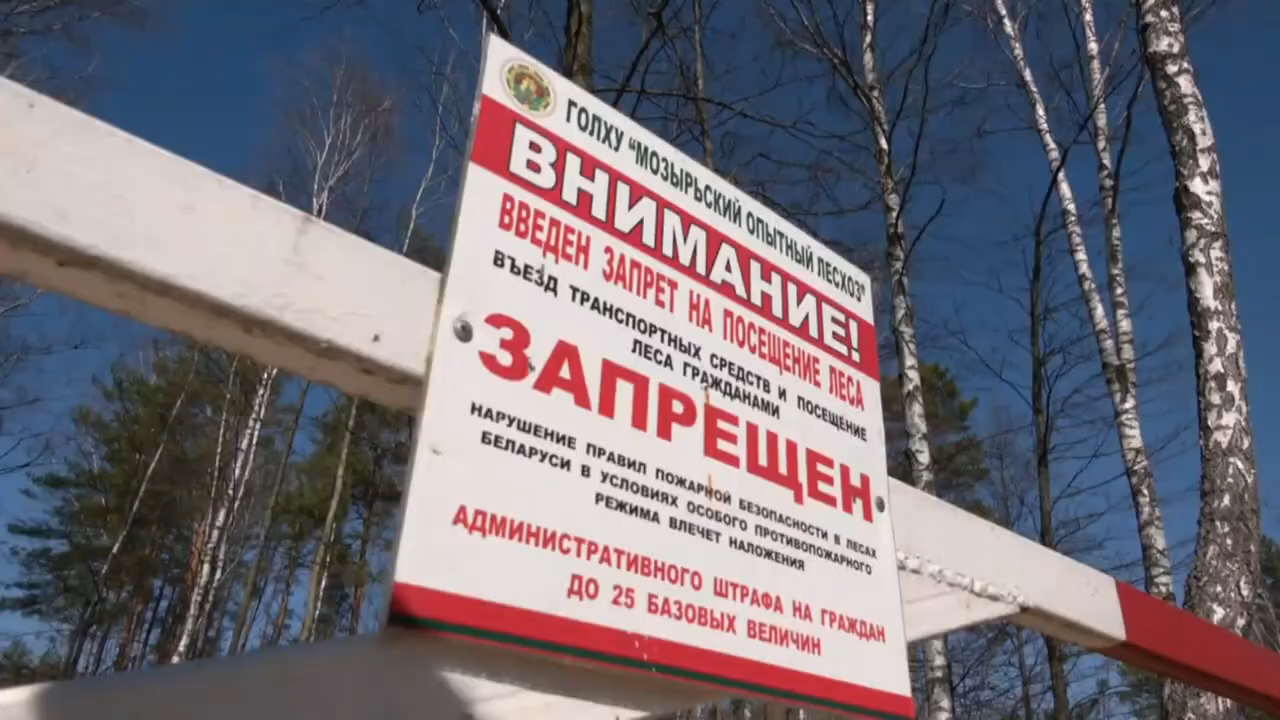 ГОЛХУ “МОЗЫРЬСКИЙ ОПЫТНЫЙ ЛЕСХОЗ”
ВНИМАНИЕ!
ВВЕДЕН ЗАПРЕТ НА ПОСЕЩЕНИЕ ЛЕСА
ВЪЕЗД ТРАНСПОРТНЫХ СРЕДСТВ И ПОСЕЩЕНИЕ
ЛЕСА ГРАЖДАНАМИ
ЗАПРЕЩЕН
НАРУШЕНИЕ ПРАВИЛ ПОЖАРНОЙ БЕЗОПАСНОСТИ В ЛЕСАХ
БЕЛАРУСИ В УСЛОВИЯХ ОСОБОГО ПРОТИВОПОЖАРНОГО
РЕЖИМА ВЛЕЧЕТ НАЛОЖЕНИЯ
АДМИНИСТРАТИВНОГО ШТРАФА НА ГРАЖДАН
ДО 25 БАЗОВЫХ ВЕЛИЧИН